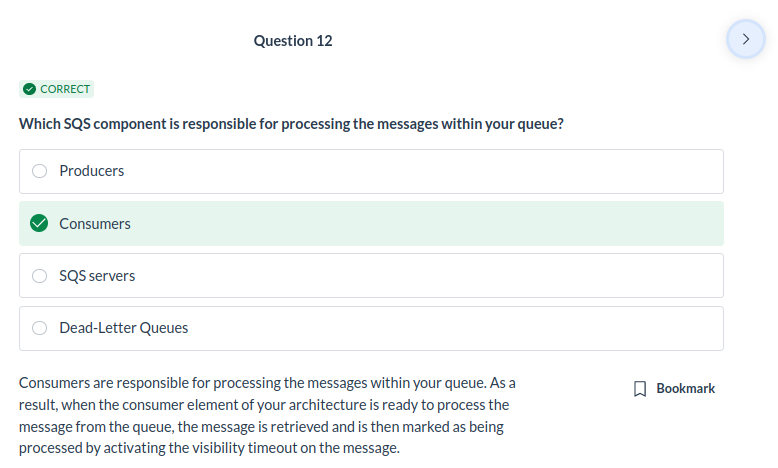 Question 12
CORRECT
Which SQS component is responsible for processing the messages within your queue?
Producers
Consumers
SQS servers
Dead-Letter Queues
Consumers are responsible for processing the messages within your queue. As a
result, when the consumer element of your architecture is ready to process the
message from the queue, the message is retrieved and is then marked as being
processed by activating the visibility timeout on the message.
Bookmark